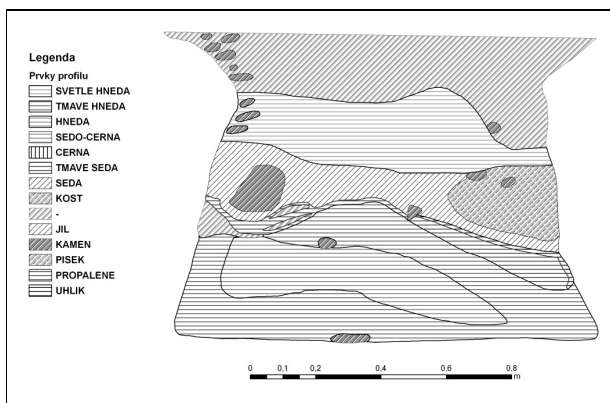 Legenda
Prvky profilu
SVETLE HNEDA
TMAVE HNEDA
HNEDA
SEDO-CERNA
CERNA
TMAVE SEDA
SEDA
KOST
-
JIL
KAMEN
PISEK
PROPALENE
UHLIK
0 0,1 0,2 0,4 0,6 0,8
m